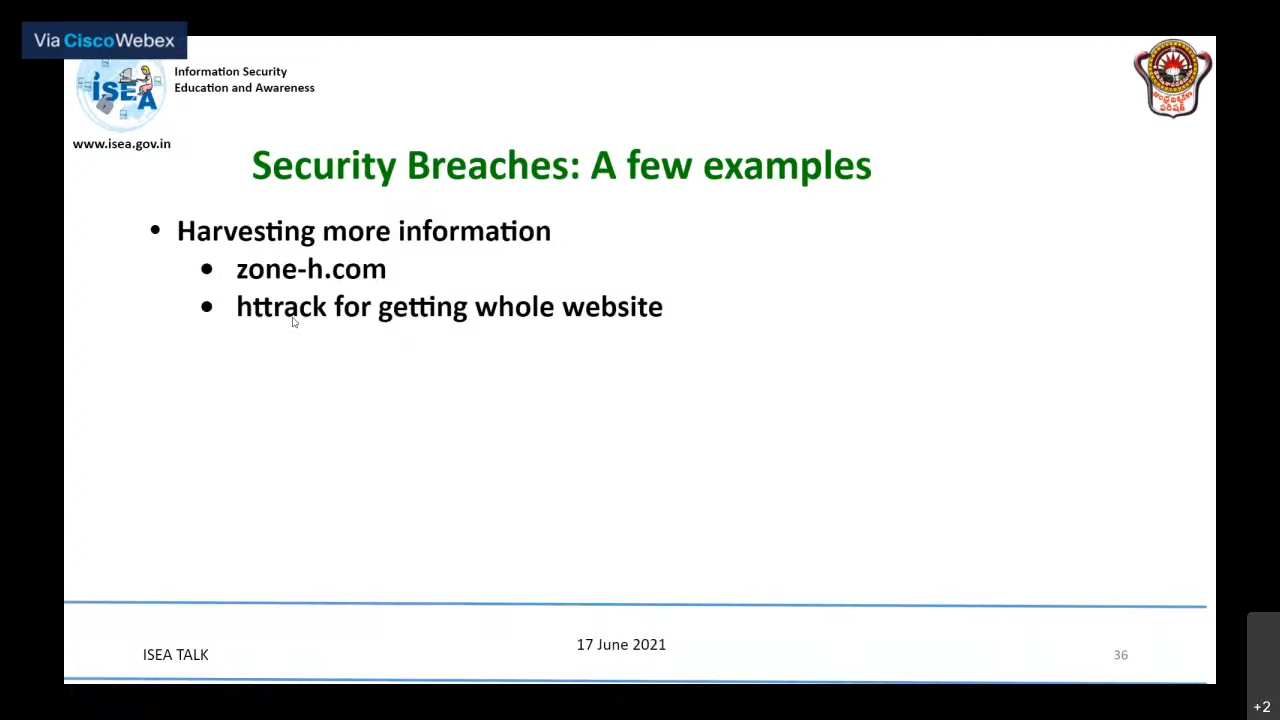 Via CiscoWebex
iSEA
Information Security
Education and Awareness
www.isea.gov.in
Security Breaches: A few examples
• Harvesting more information
• zone-h.com
• httrack for getting whole website
17 June 2021
ISEA TALK
36
+2